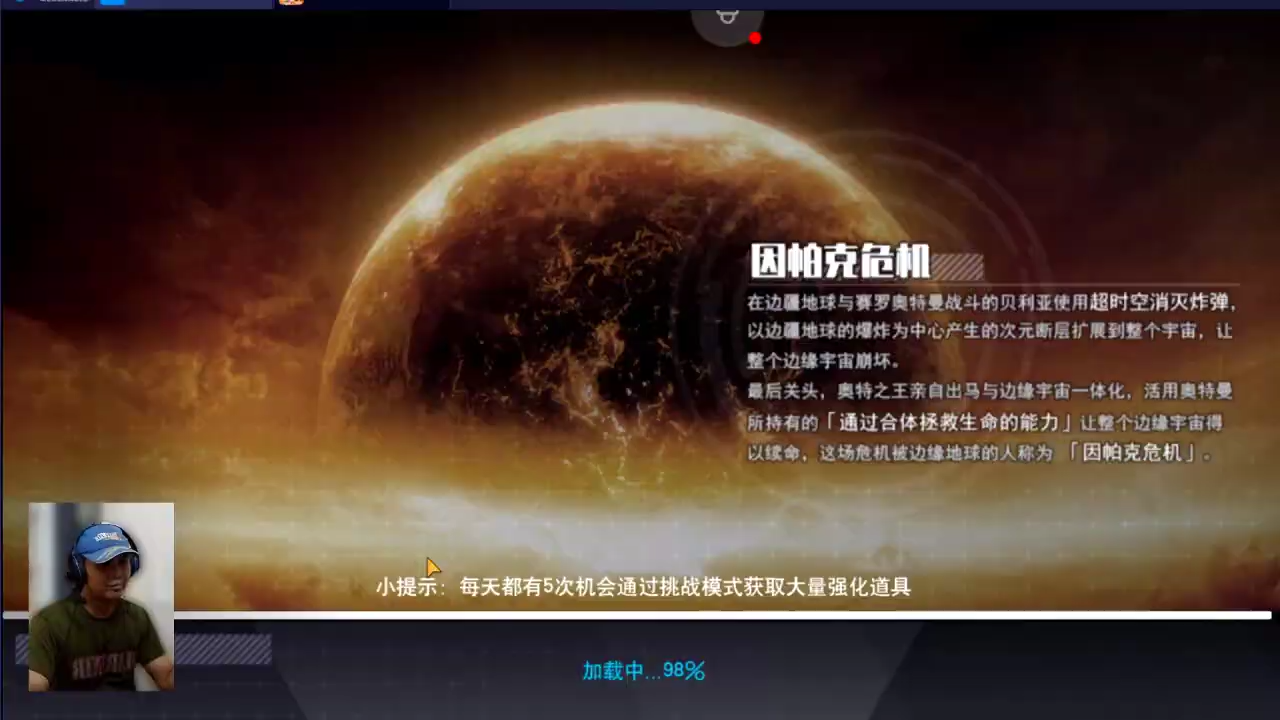 因帕克危机
在边疆地球与赛罗奥特曼战斗的贝利亚使用超时空消灭炸弹，
以边疆地球的爆炸为中心产生的次元断层扩展到整个宇宙，让
整个边缘宇宙崩坏。
最后关头，奥特之王亲自出马与边缘宇宙一体化，活用奥特曼
所持有的「通过合体拯救生命的能力」让整个边缘宇宙得
以续命，这场危机被边缘地球的人称为「因帕克危机」。
小提示：每天都有5次机会通过挑战模式获取大量强化道具
加载中...98%